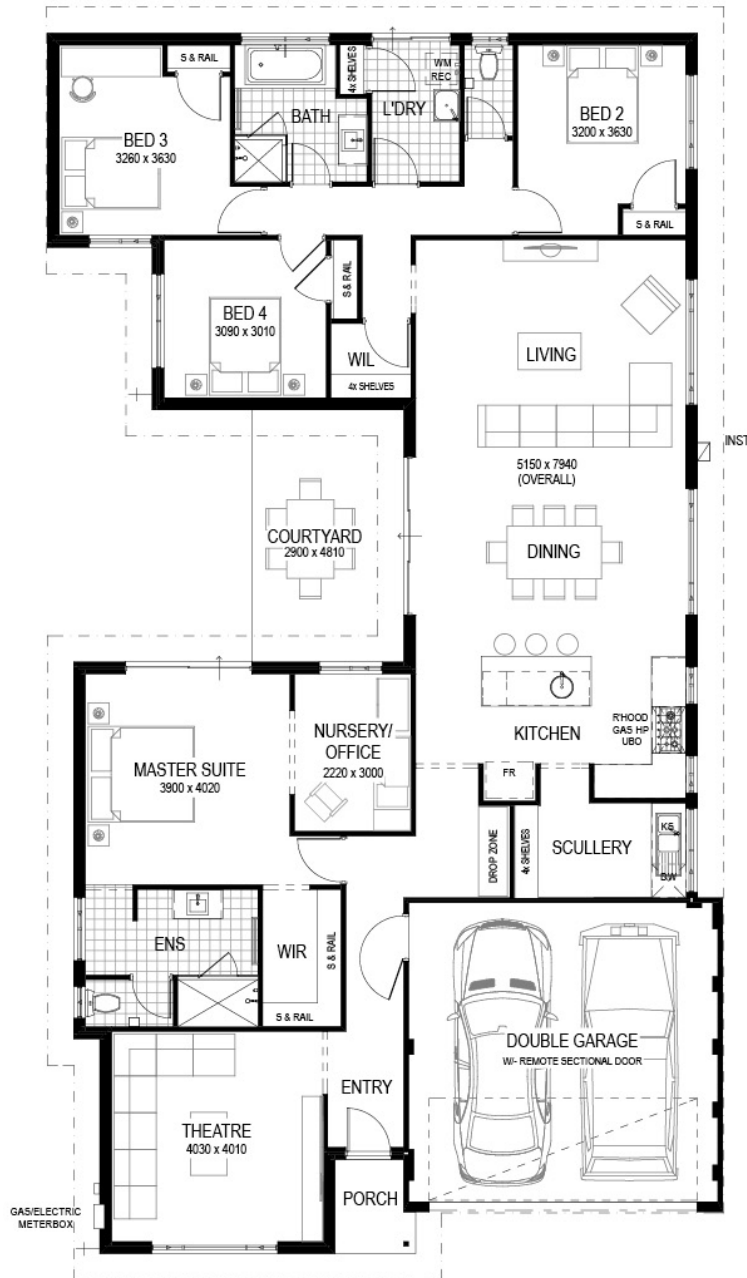 S & RAIL
4x SHELVES
WM
REC
BATH
L'DRY
BED 3
3260 x 3630
BED 2
3200 x 3630
S & RAIL
BED 4
3090 x 3010
S & RAIL
WIL
4x SHELVES
LIVING
INST
5150 x 7940
(OVERALL)
COURTYARD
2900 x 4810
DINING
KITCHEN
R'HOOD
GAS HP
UBO
NURSERY/
OFFICE
2220 x 3000
MASTER SUITE
3900 x 4020
FR
DROP ZONE
4x SHELVES
SCULLERY
KS
D.W
ENS
WIR
S & RAIL
S & RAIL
DOUBLE GARAGE
W/- REMOTE SECTIONAL DOOR
ENTRY
THEATRE
4030 x 4010
PORCH
GAS/ELECTRIC
METERBOX